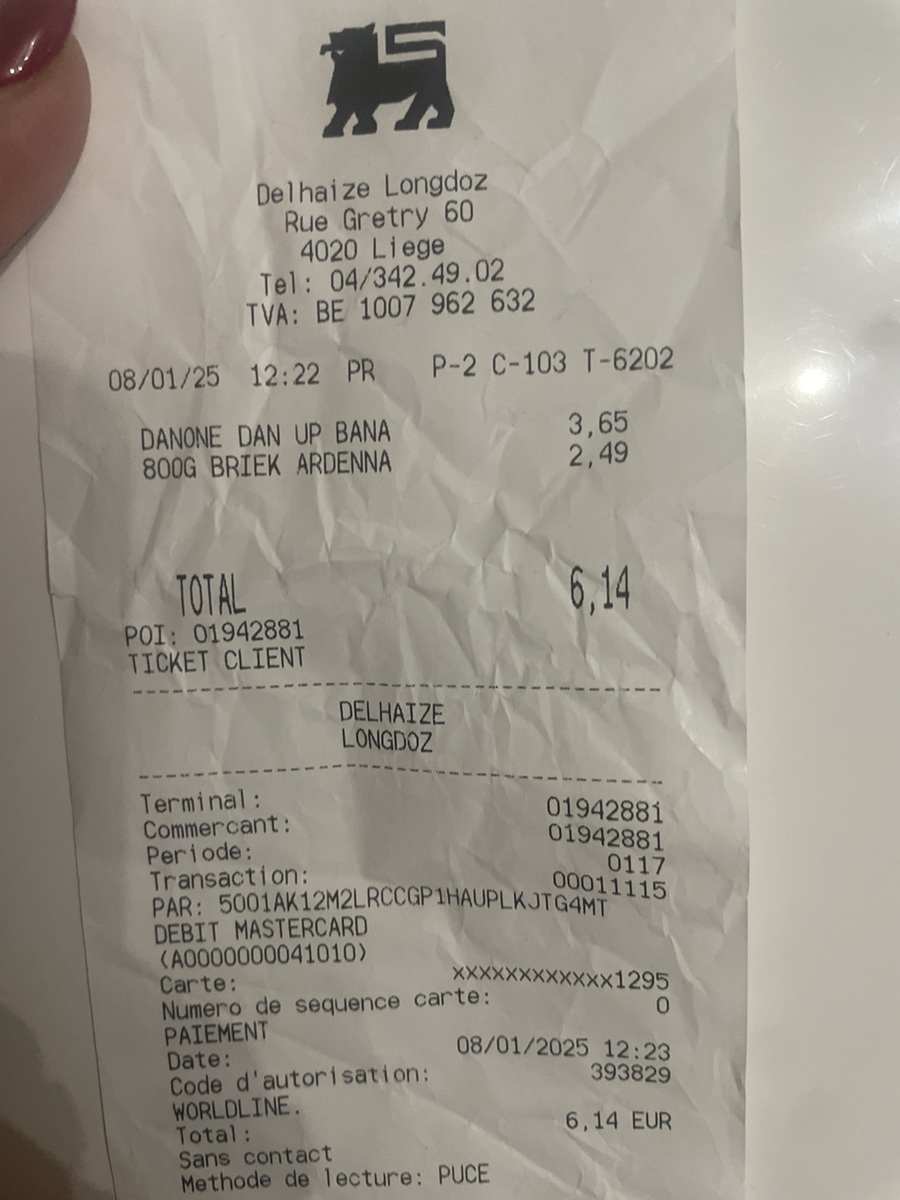 Delhaize Longdoz
Rue Gretry 60
4020 Liege
Tel: 04/342.49.02
TVA: BE 1007 962 632
08/01/25 12:22 PR P-2 C-103 T-6202
DANONE DAN UP BANA 3,65
800G BRIEK ARDENNA 2,49
TOTAL 6,14
POI: 01942881
TICKET CLIENT
DELHAIZE
LONGDOZ
Terminal: 01942881
Commercant: 01942881
Periode: 0117
Transaction: 00011115
PAR: 5001AK12M2LRCCGP1HAUPLKJTG4MT
DEBIT MASTERCARD
(A0000000041010)
Carte: xxxxxxxxxxxx1295
Numero de sequence carte: 0
PAIEMENT
Date: 08/01/2025 12:23
Code d'autorisation: 393829
WORLDLINE.
Total: 6,14 EUR
Sans contact
Methode de lecture: PUCE